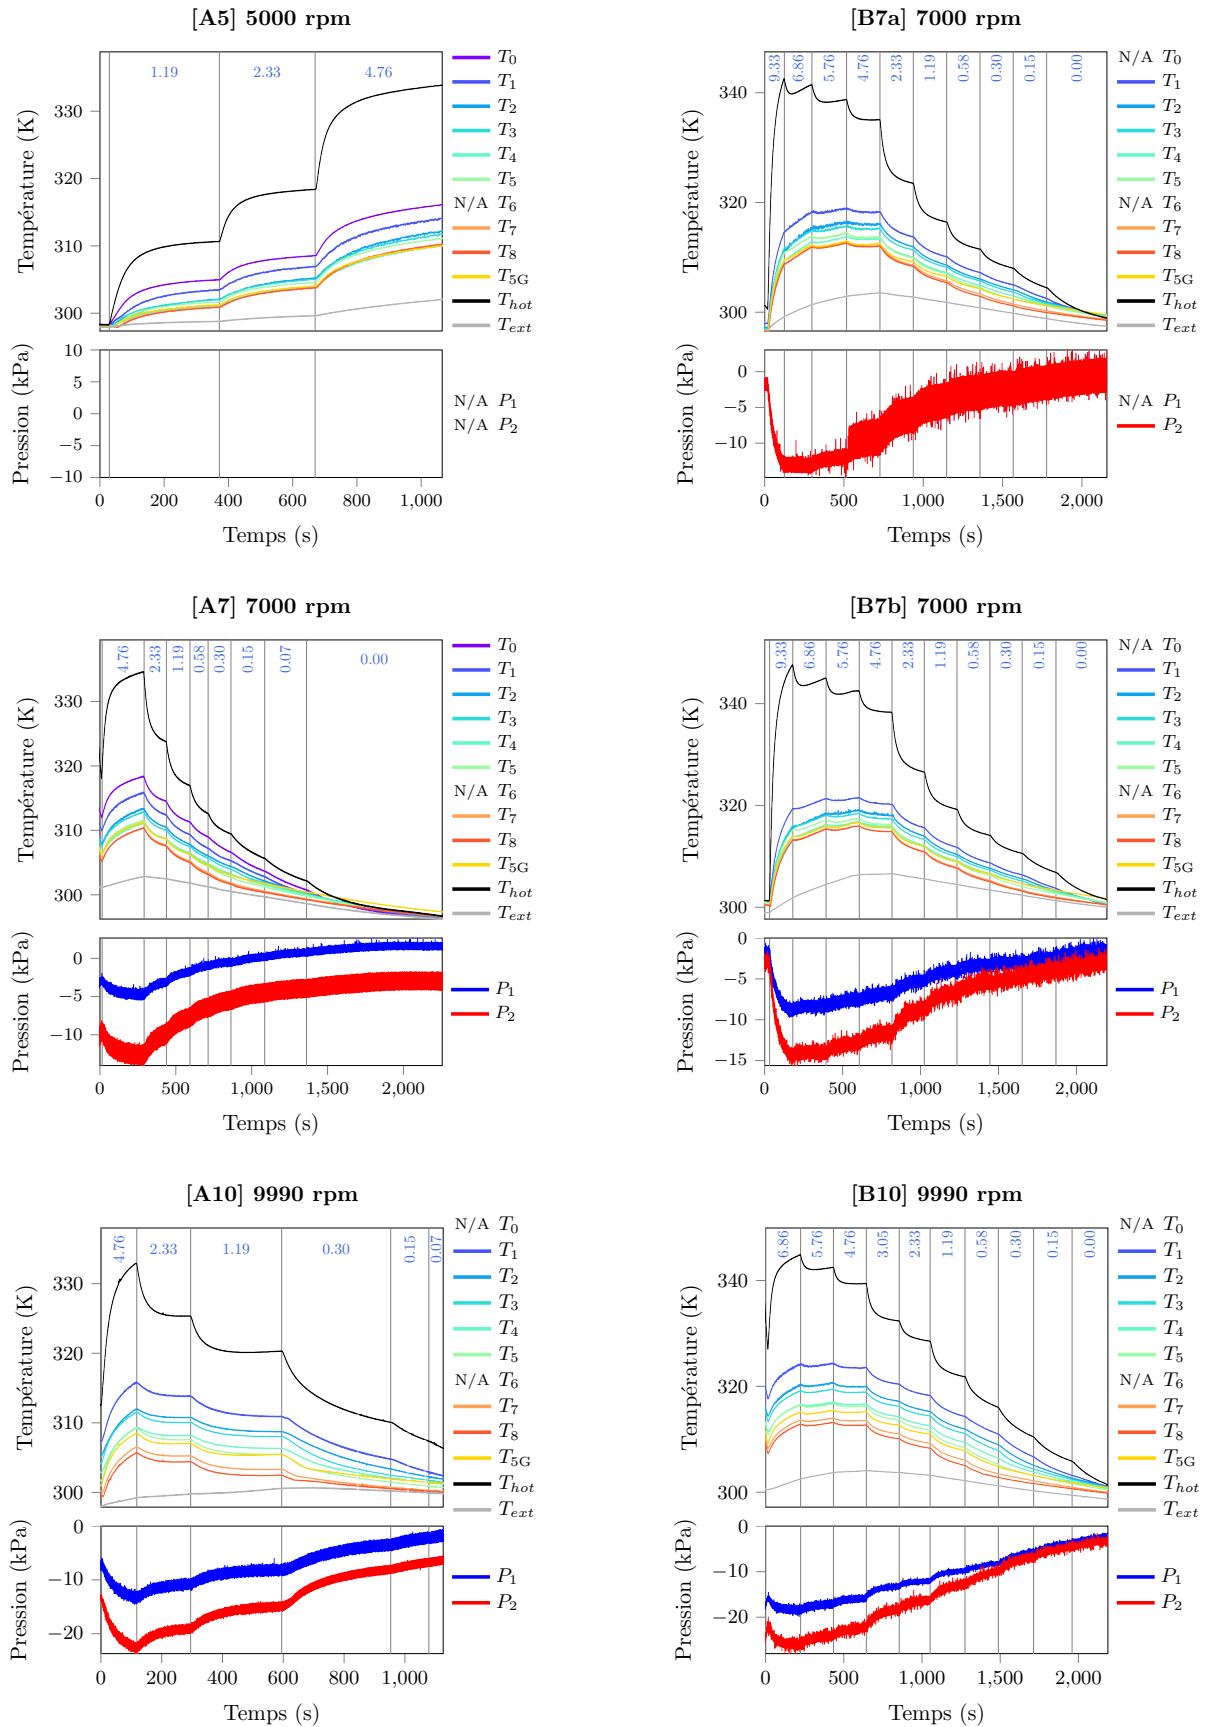 [A5] 5000 rpm
1.19 2.33 4.76
330
320
310
300
Température (K)
T0
T1
T2
T3
T4
T5
N/A T6
T7
T8
T5G
Thot
Text
10
5
0
−5
−10
Pression (kPa)
N/A P1
N/A P2
0 200 400 600 800 1,000
Temps (s)
[B7a] 7000 rpm
9.33 6.86 5.76 4.76 2.33 1.19 0.58 0.30 0.15 0.00
340
320
300
Température (K)
N/A T0
T1
T2
T3
T4
T5
N/A T6
T7
T8
T5G
Thot
Text
0
−5
−10
Pression (kPa)
N/A P1
P2
0 500 1,000 1,500 2,000
Temps (s)
[A7] 7000 rpm
4.76 2.33 1.19 0.58 0.30 0.15 0.07 0.00
330
320
310
300
Température (K)
T0
T1
T2
T3
T4
T5
N/A T6
T7
T8
T5G
Thot
Text
0
−5
−10
Pression (kPa)
P1
P2
0 500 1,000 1,500 2,000
Temps (s)
[B7b] 7000 rpm
9.33 6.86 5.76 4.76 2.33 1.19 0.58 0.30 0.15 0.00
340
320
300
Température (K)
N/A T0
T1
T2
T3
T4
T5
N/A T6
T7
T8
T5G
Thot
Text
0
−5
−10
−15
Pression (kPa)
P1
P2
0 500 1,000 1,500 2,000
Temps (s)
[A10] 9990 rpm
4.76 2.33 1.19 0.30 0.15 0.07
330
320
310
300
Température (K)
N/A T0
T1
T2
T3
T4
T5
N/A T6
T7
T8
T5G
Thot
Text
0
−10
−20
Pression (kPa)
P1
P2
0 200 400 600 800 1,000
Temps (s)
[B10] 9990 rpm
6.86 5.76 4.76 3.05 2.33 1.19 0.58 0.30 0.15 0.00
340
320
300
Température (K)
N/A T0
T1
T2
T3
T4
T5
N/A T6
T7
T8
T5G
Thot
Text
0
−10
−20
Pression (kPa)
P1
P2
0 500 1,000 1,500 2,000
Temps (s)